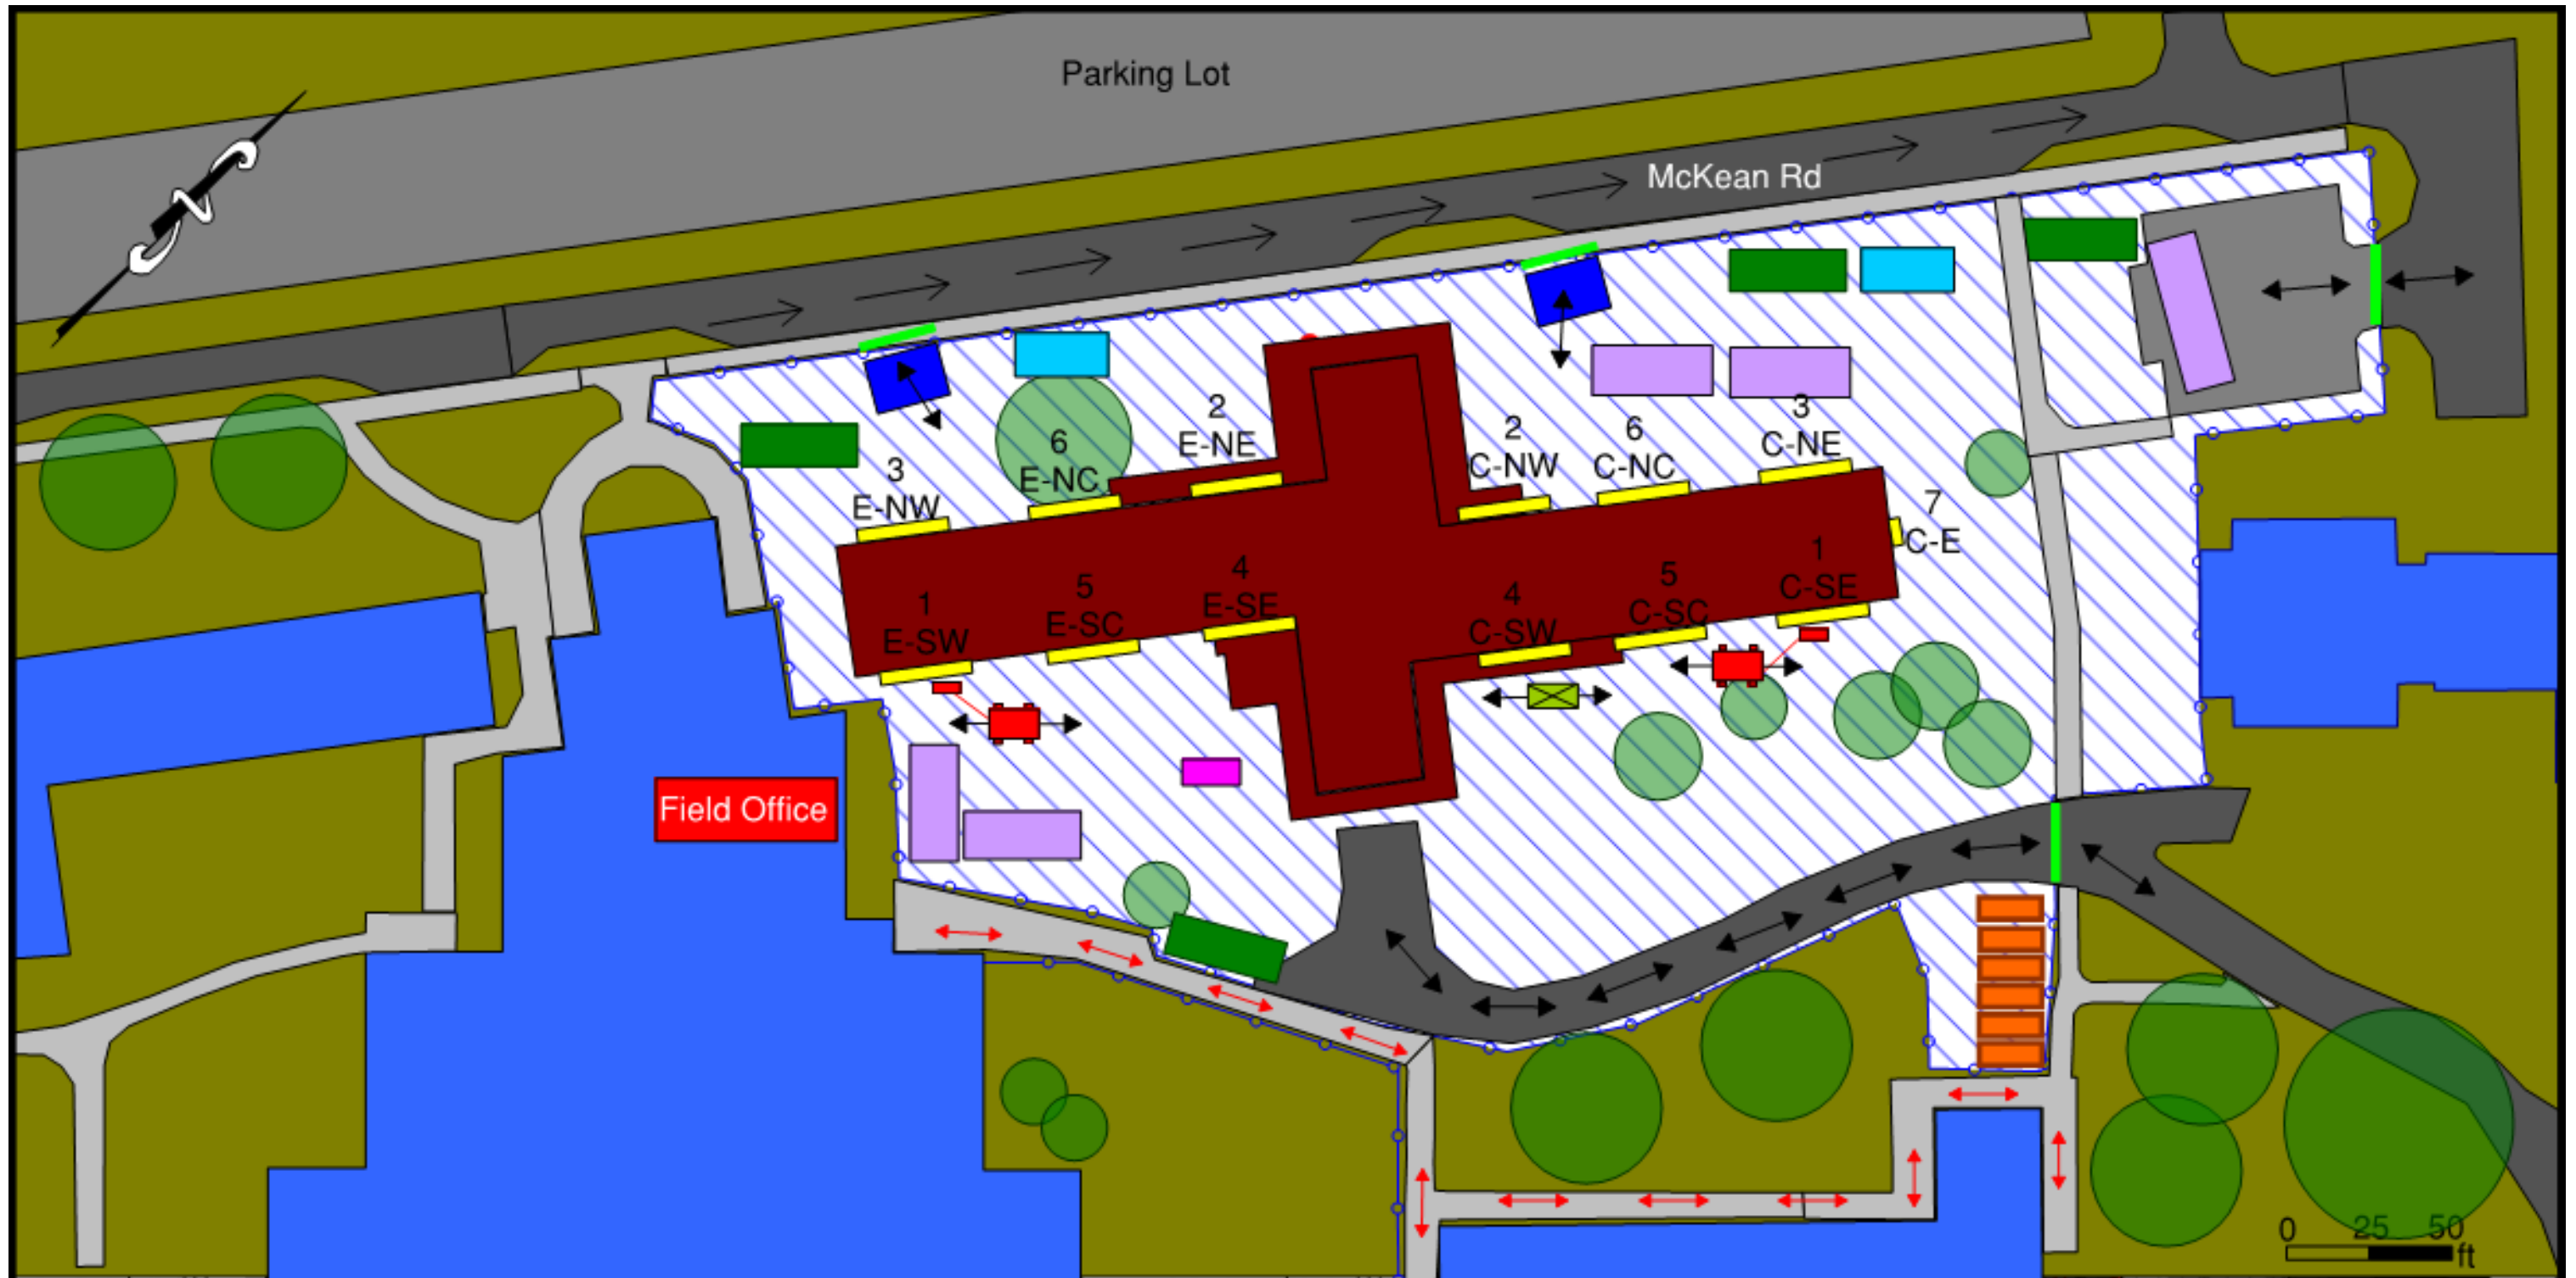 Parking Lot
McKean Rd
N
2
E-NE
6
E-NC
3
E-NW
2
C-NW
6
C-NC
3
C-NE
7
C-E
1
E-SW
5
E-SC
4
E-SE
4
C-SW
5
C-SC
1
C-SE
Field Office
0 25 50
ft